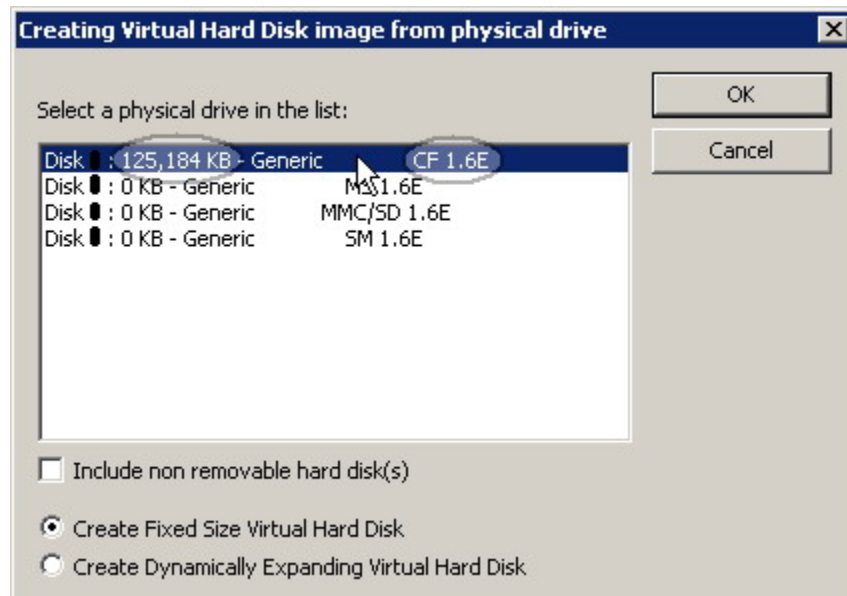 Creating Virtual Hard Disk image from physical drive
OK
Select a physical drive in the list:
Cancel
Disk : 125,184 KB - Generic CF 1.6E
Disk : 0 KB - Generic 1.6E
Disk : 0 KB - Generic MMC/SD 1.6E
Disk : 0 KB - Generic SM 1.6E
Include non removable hard disk(s)
Create Fixed Size Virtual Hard Disk
Create Dynamically Expanding Virtual Hard Disk